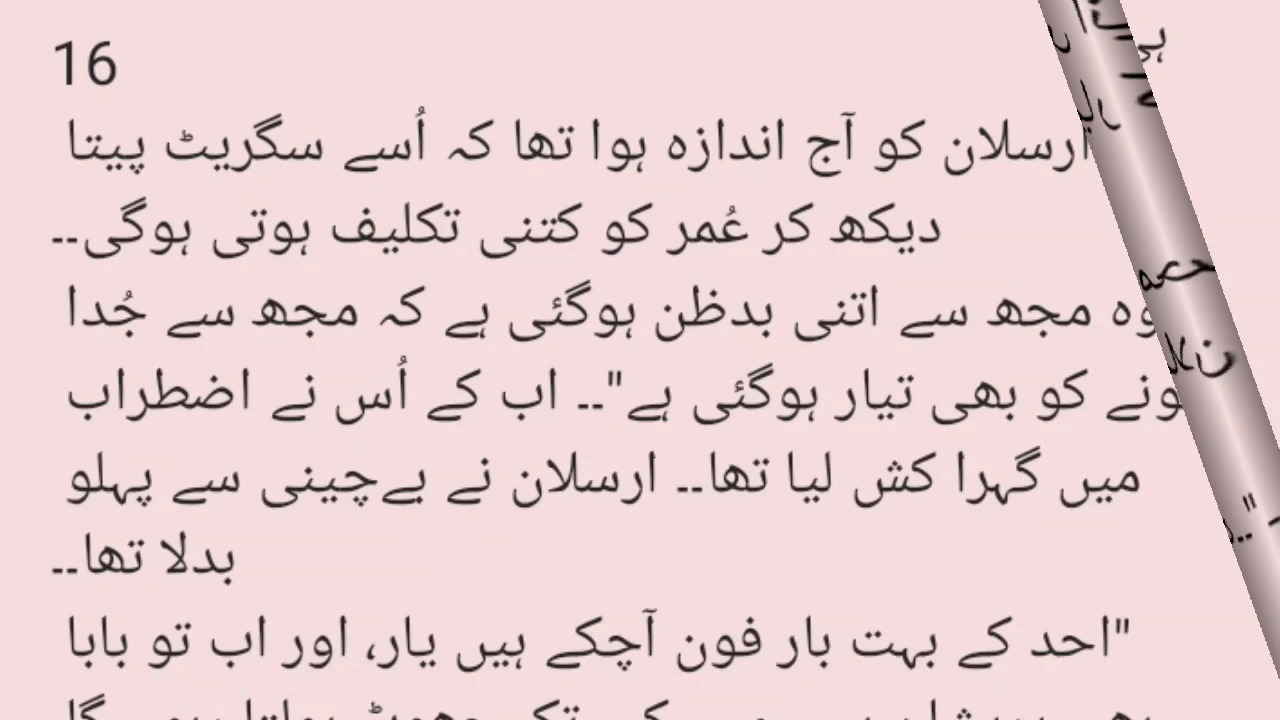 16
ارسلان کو آج اندازہ ہوا تھا کہ اُسے سگریٹ پیتا
دیکھ کر عُمر کو کتنی تکلیف ہوتی ہوگی۔۔
وہ مجھ سے اتنی بدظن ہوگئی ہے کہ مجھ سے جُدا
ہونے کو بھی تیار ہوگئی ہے"۔۔ اب کے اُس نے اضطراب
میں گہرا کش لیا تھا۔۔ ارسلان نے بےچینی سے پہلو
بدلا تھا۔۔
"احد کے بہت بار فون آچکے ہیں یار، اور اب تو بابا